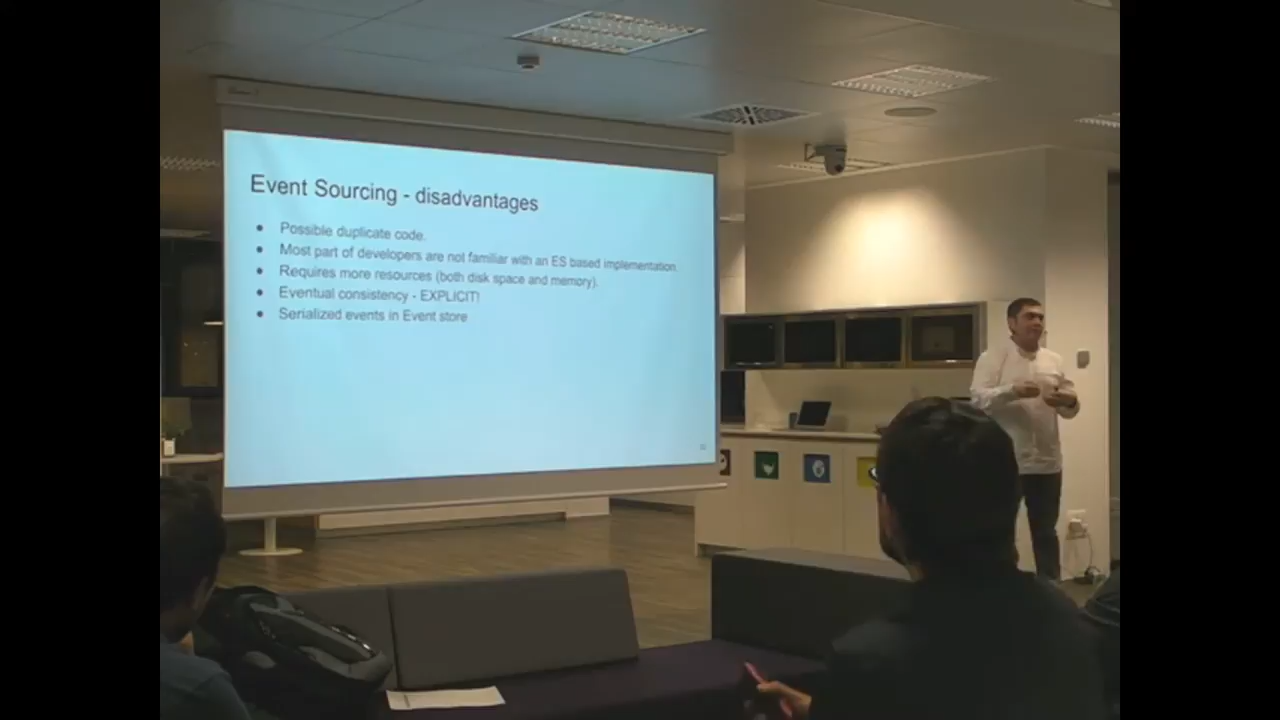 Event Sourcing - disadvantages
Possible duplicate code.
Most part of developers are not familiar with an ES based implementation.
Requires more resources (both disk space and memory).
Eventual consistency - EXPLICIT!
Serialized events in Event store